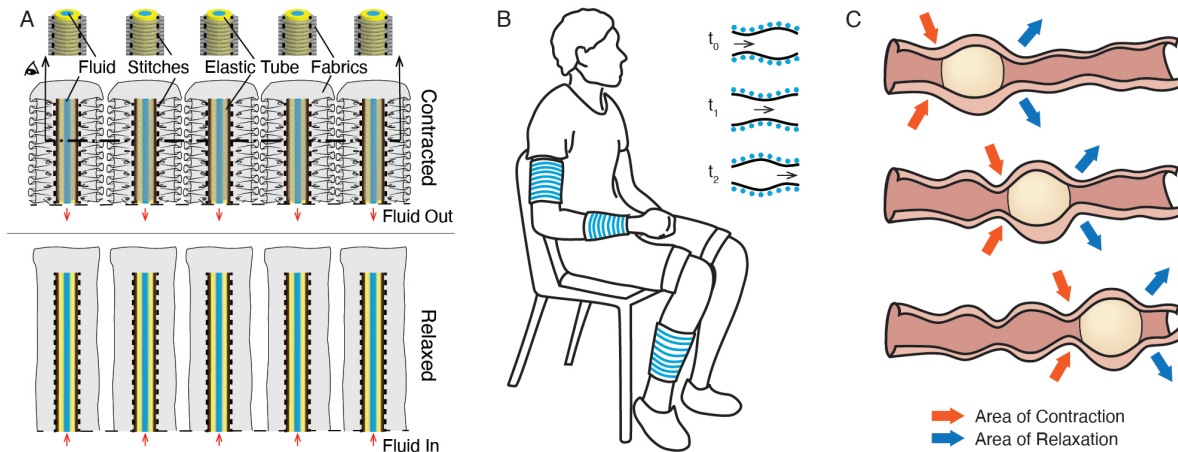 A
Fluid Stitches Elastic Tube Fabrics
Contracted
Fluid Out
Relaxed
Fluid In
B
t0
t1
t2
C
Area of Contraction
Area of Relaxation